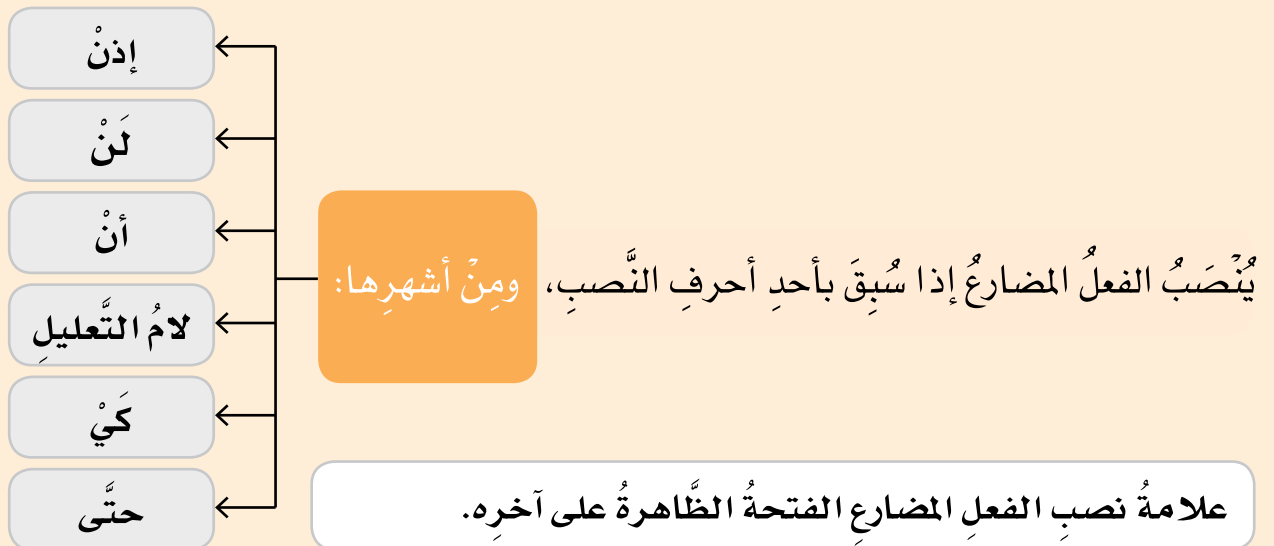 يُنْصَبُ الفعلُ المضارعُ إذا سُبِقَ بأحدِ أحرفِ النَّصبِ،
ومِنْ أشهرِها:
إذنْ
لَنْ
أنْ
لامُ التَّعليلِ
كَيْ
حتَّى
علامةُ نصبِ الفعلِ المضارعِ الفتحةُ الظَّاهرةُ على آخرِه.